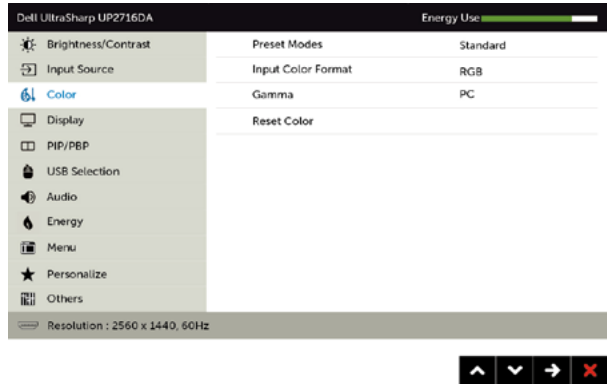 Dell UltraSharp UP2716DA
Energy Use
Brightness/Contrast
Input Source
Color
Display
PIP/PBP
USB Selection
Audio
Energy
Menu
Personalize
Others
Preset Modes Standard
Input Color Format RGB
Gamma PC
Reset Color
Resolution : 2560 x 1440, 60Hz